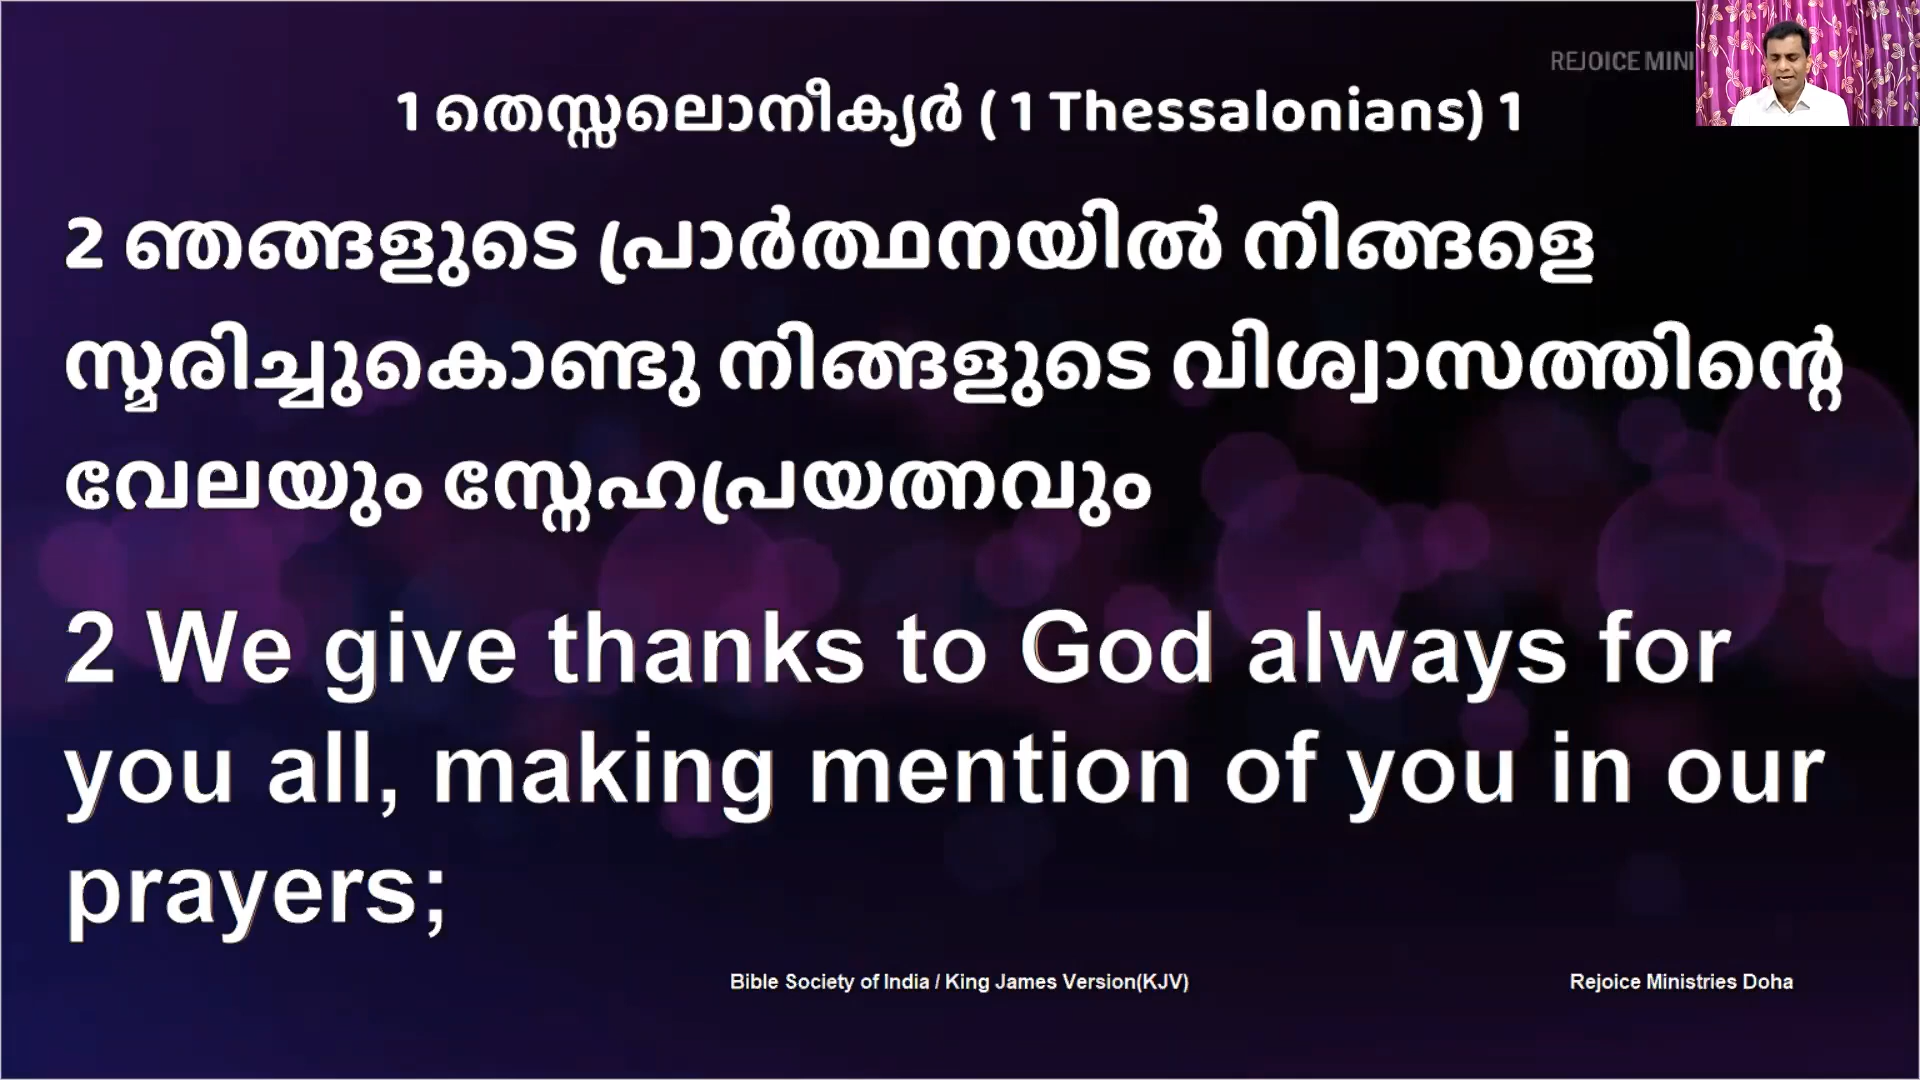 REJOICE MINI
1 തെസ്സലൊനീക്യർ ( 1 Thessalonians) 1
2 ഞങ്ങളുടെ പ്രാർത്ഥനയിൽ നിങ്ങളെ
സ്മരിച്ചുകൊണ്ടു നിങ്ങളുടെ വിശ്വാസത്തിന്റെ
വേലയും സ്നേഹപ്രയത്നവും
2 We give thanks to God always for
you all, making mention of you in our
prayers;
Bible Society of India / King James Version(KJV)
Rejoice Ministries Doha